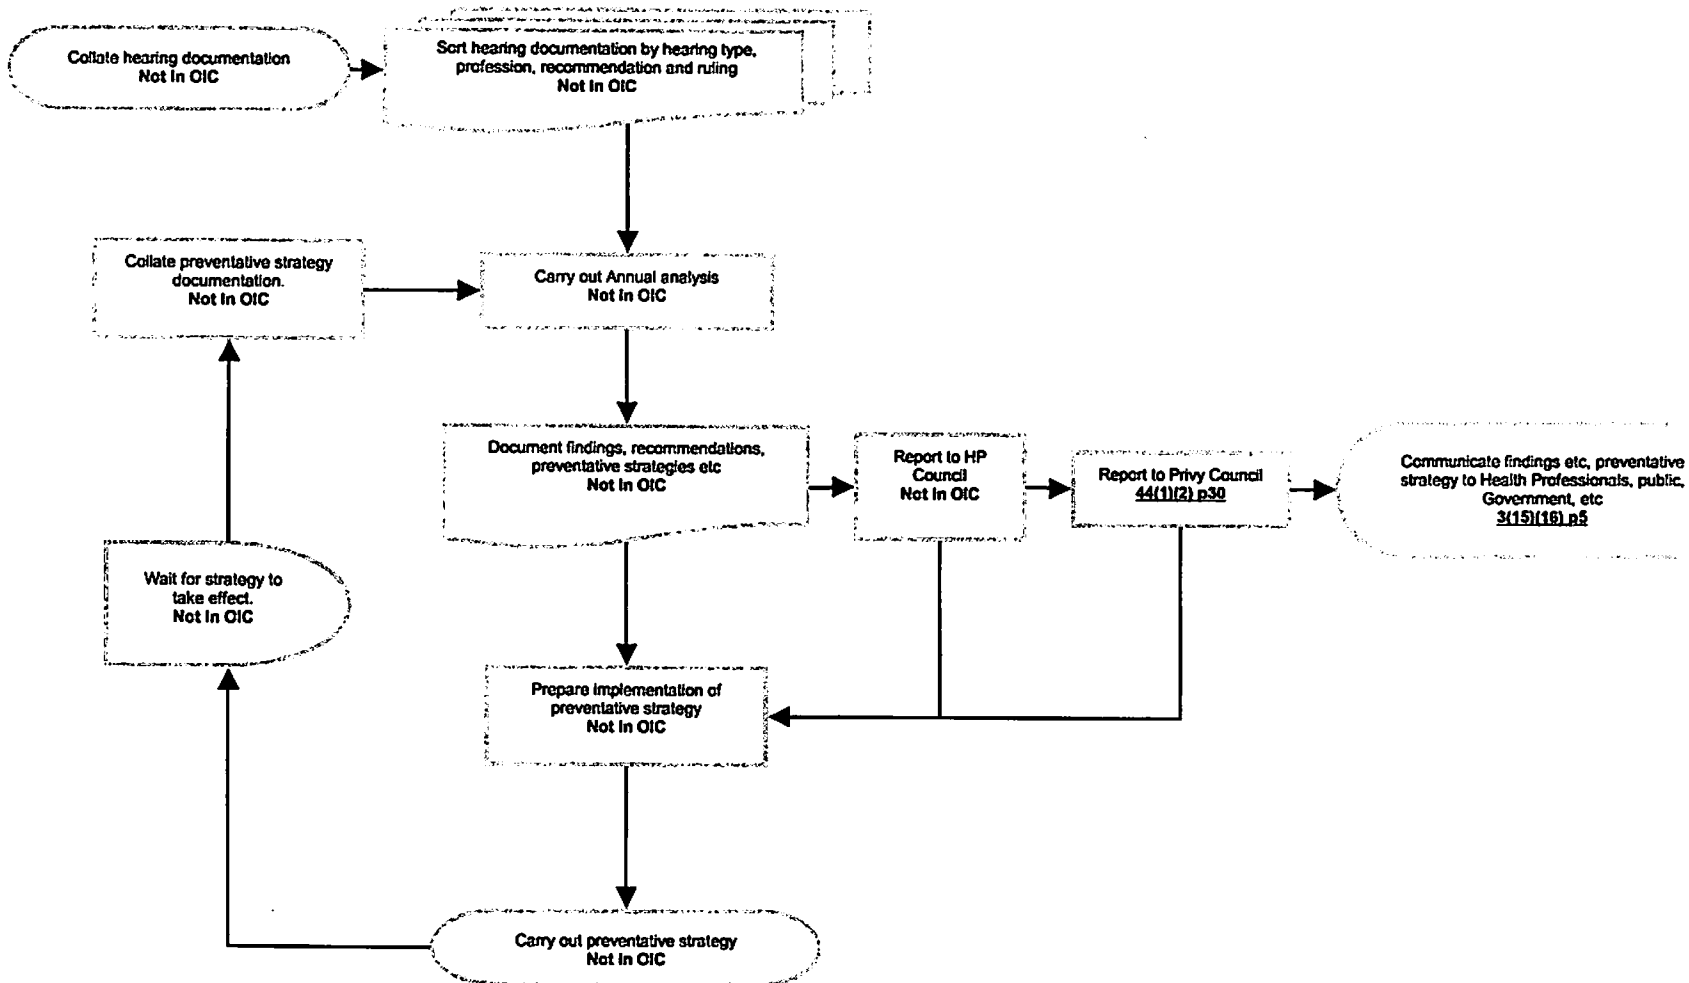 Collate hearing documentation
Not In OIC
Sort hearing documentation by hearing type,
profession, recommendation and ruling
Not In OIC
Collate preventative strategy
documentation.
Not In OIC
Carry out Annual analysis
Not In OIC
Document findings, recommendations,
preventative strategies etc
Not In OIC
Report to HP
Council
Not In OIC
Report to Privy Council
44(1)(2) p30
Communicate findings etc, preventative
strategy to Health Professionals, public,
Government, etc
3(15)(16) p5
Wait for strategy to
take effect.
Not In OIC
Prepare implementation of
preventative strategy
Not In OIC
Carry out preventative strategy
Not In OIC